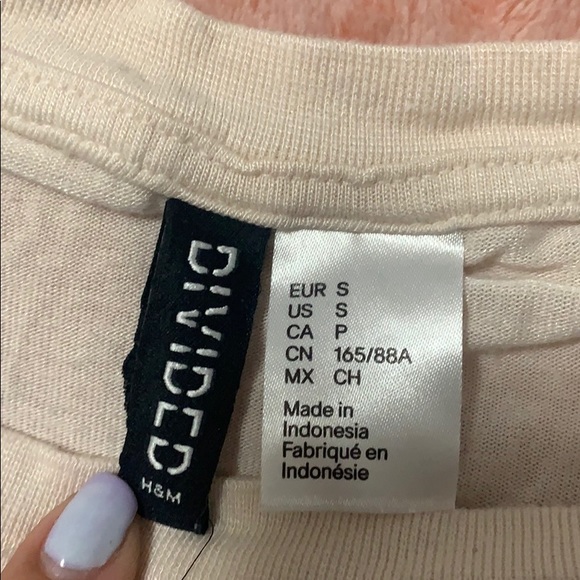 DIVIDED
H&M
EUR S
US S
CA P
CN 165/88A
MX CH
Made in
Indonesia
Fabriqué en
Indonésie